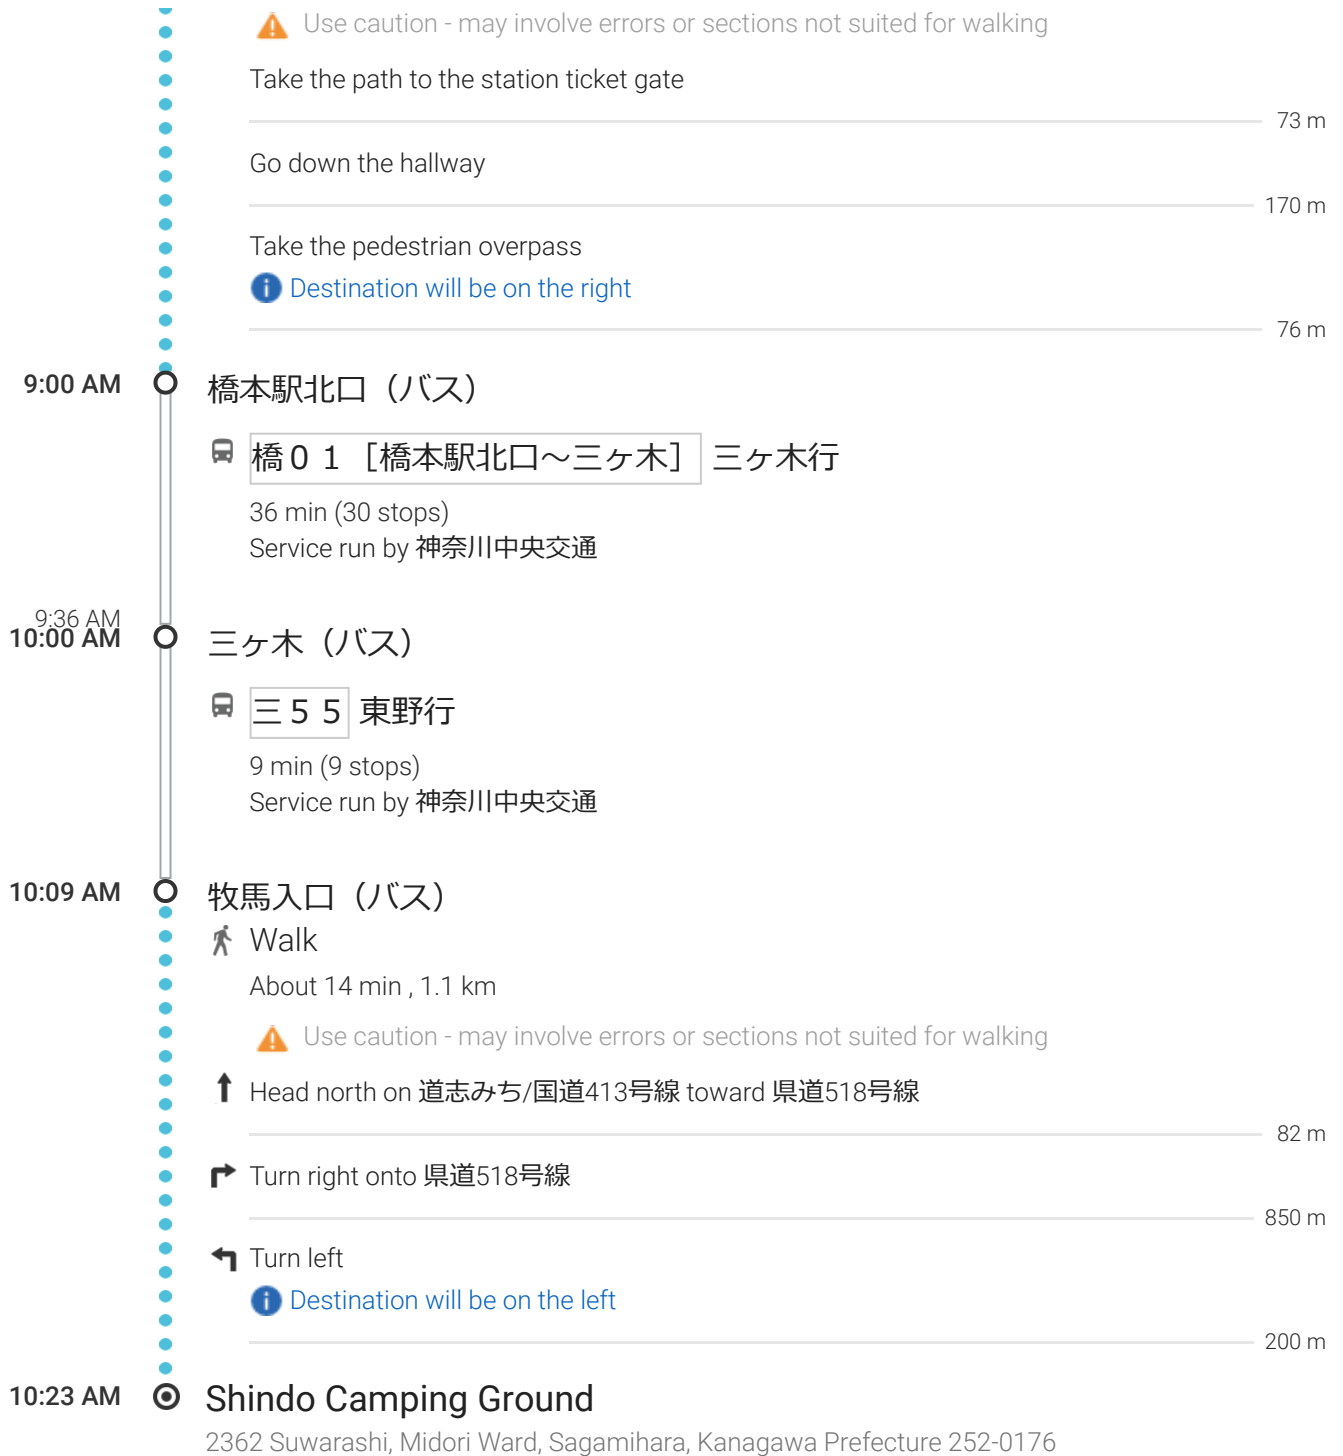 Use caution - may involve errors or sections not suited for walking
Take the path to the station ticket gate
73 m
Go down the hallway
170 m
Take the pedestrian overpass
Destination will be on the right
76 m
9:00 AM
橋本駅北口（バス）
橋０１［橋本駅北口～三ヶ木］ 三ヶ木行
36 min (30 stops)
Service run by 神奈川中央交通
9:36 AM
10:00 AM
三ヶ木（バス）
三５５ 東野行
9 min (9 stops)
Service run by 神奈川中央交通
10:09 AM
牧馬入口（バス）
Walk
About 14 min , 1.1 km
Use caution - may involve errors or sections not suited for walking
Head north on 道志みち/国道413号線 toward 県道518号線
82 m
Turn right onto 県道518号線
850 m
Turn left
Destination will be on the left
200 m
10:23 AM
Shindo Camping Ground
2362 Suwarashi, Midori Ward, Sagamihara, Kanagawa Prefecture 252-0176